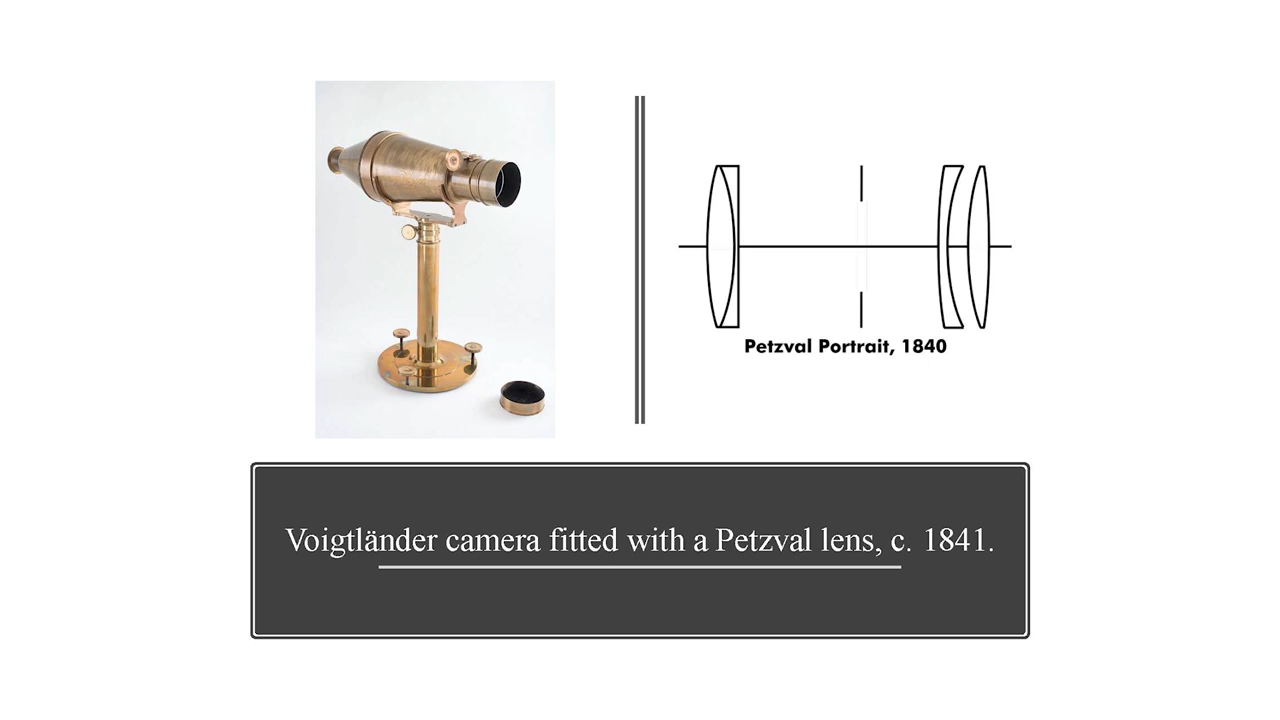 Petzval Portrait, 1840
Voigtländer camera fitted with a Petzval lens, c. 1841.